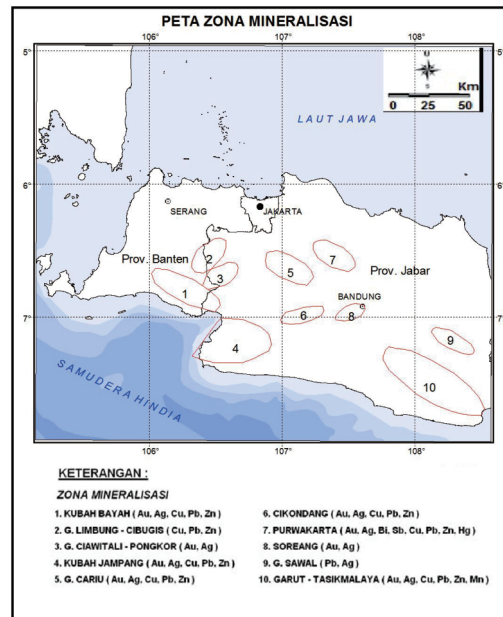 PETA ZONA MINERALISASI
106° 107° 108°
5° 5°
U
Km
0 25 50
LAUT JAWA
6° 6°
SERANG
JAKARTA
Prov. Banten
Prov. Jabar
2
7
3
5
1
BANDUNG
6
8
7° 7°
4
9
10
SAMUDERA HINDIA
106° 107° 108°
KETERANGAN :
ZONA MINERALISASI
1. KUBAH BAYAH (Au, Ag, Cu, Pb, Zn)
2. G. LIMBUNG - CIBUGIS (Cu, Pb, Zn)
3. G. CIAWITALI - PONGKOR (Au, Ag)
4. KUBAH JAMPANG (Au, Ag, Cu, Pb, Zn )
5. G. CARIU (Au, Ag, Cu, Pb, Zn)
6. CIKONDANG (Au, Ag, Cu, Pb, Zn)
7. PURWAKARTA ( Au, Ag, Bi, Sb, Cu, Pb, Zn, Hg)
8. SOREANG (Au, Ag)
9. G. SAWAL (Pb, Ag)
10. GARUT - TASIKMALAYA (Au, Ag, Cu, Pb, Zn, Mn)